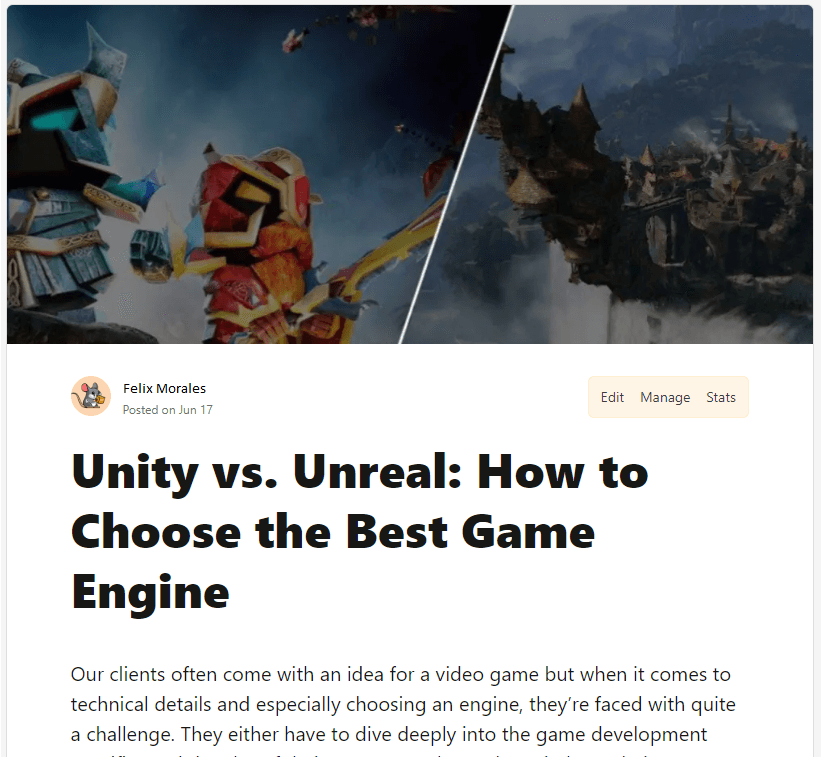 Felix Morales
Posted on Jun 17
Edit Manage Stats
Unity vs. Unreal: How to
Choose the Best Game
Engine
Our clients often come with an idea for a video game but when it comes to
technical details and especially choosing an engine, they’re faced with quite
a challenge. They either have to dive deeply into the game development